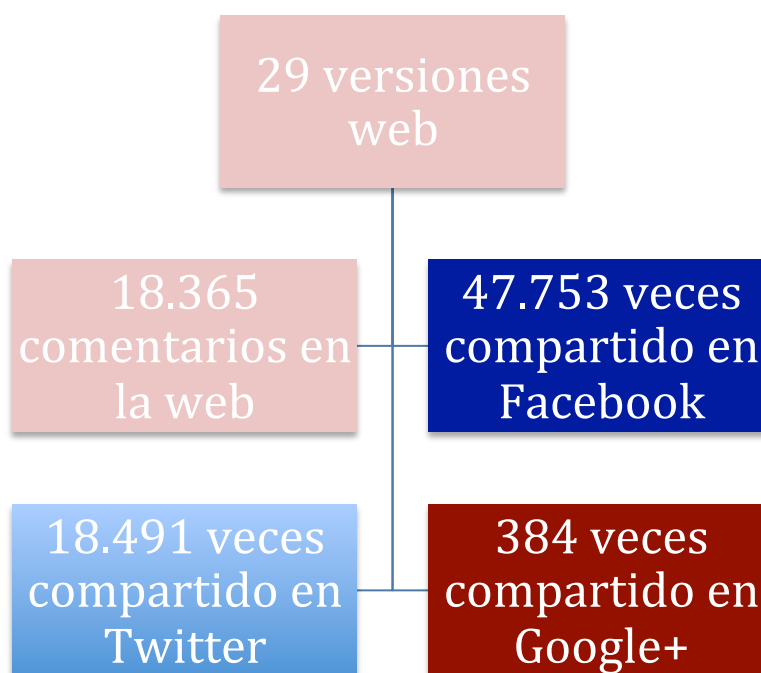 29 versiones
web
18.365
comentarios en
la web
47.753 veces
compartido en
Facebook
18.491 veces
compartido en
Twitter
384 veces
compartido en
Google+